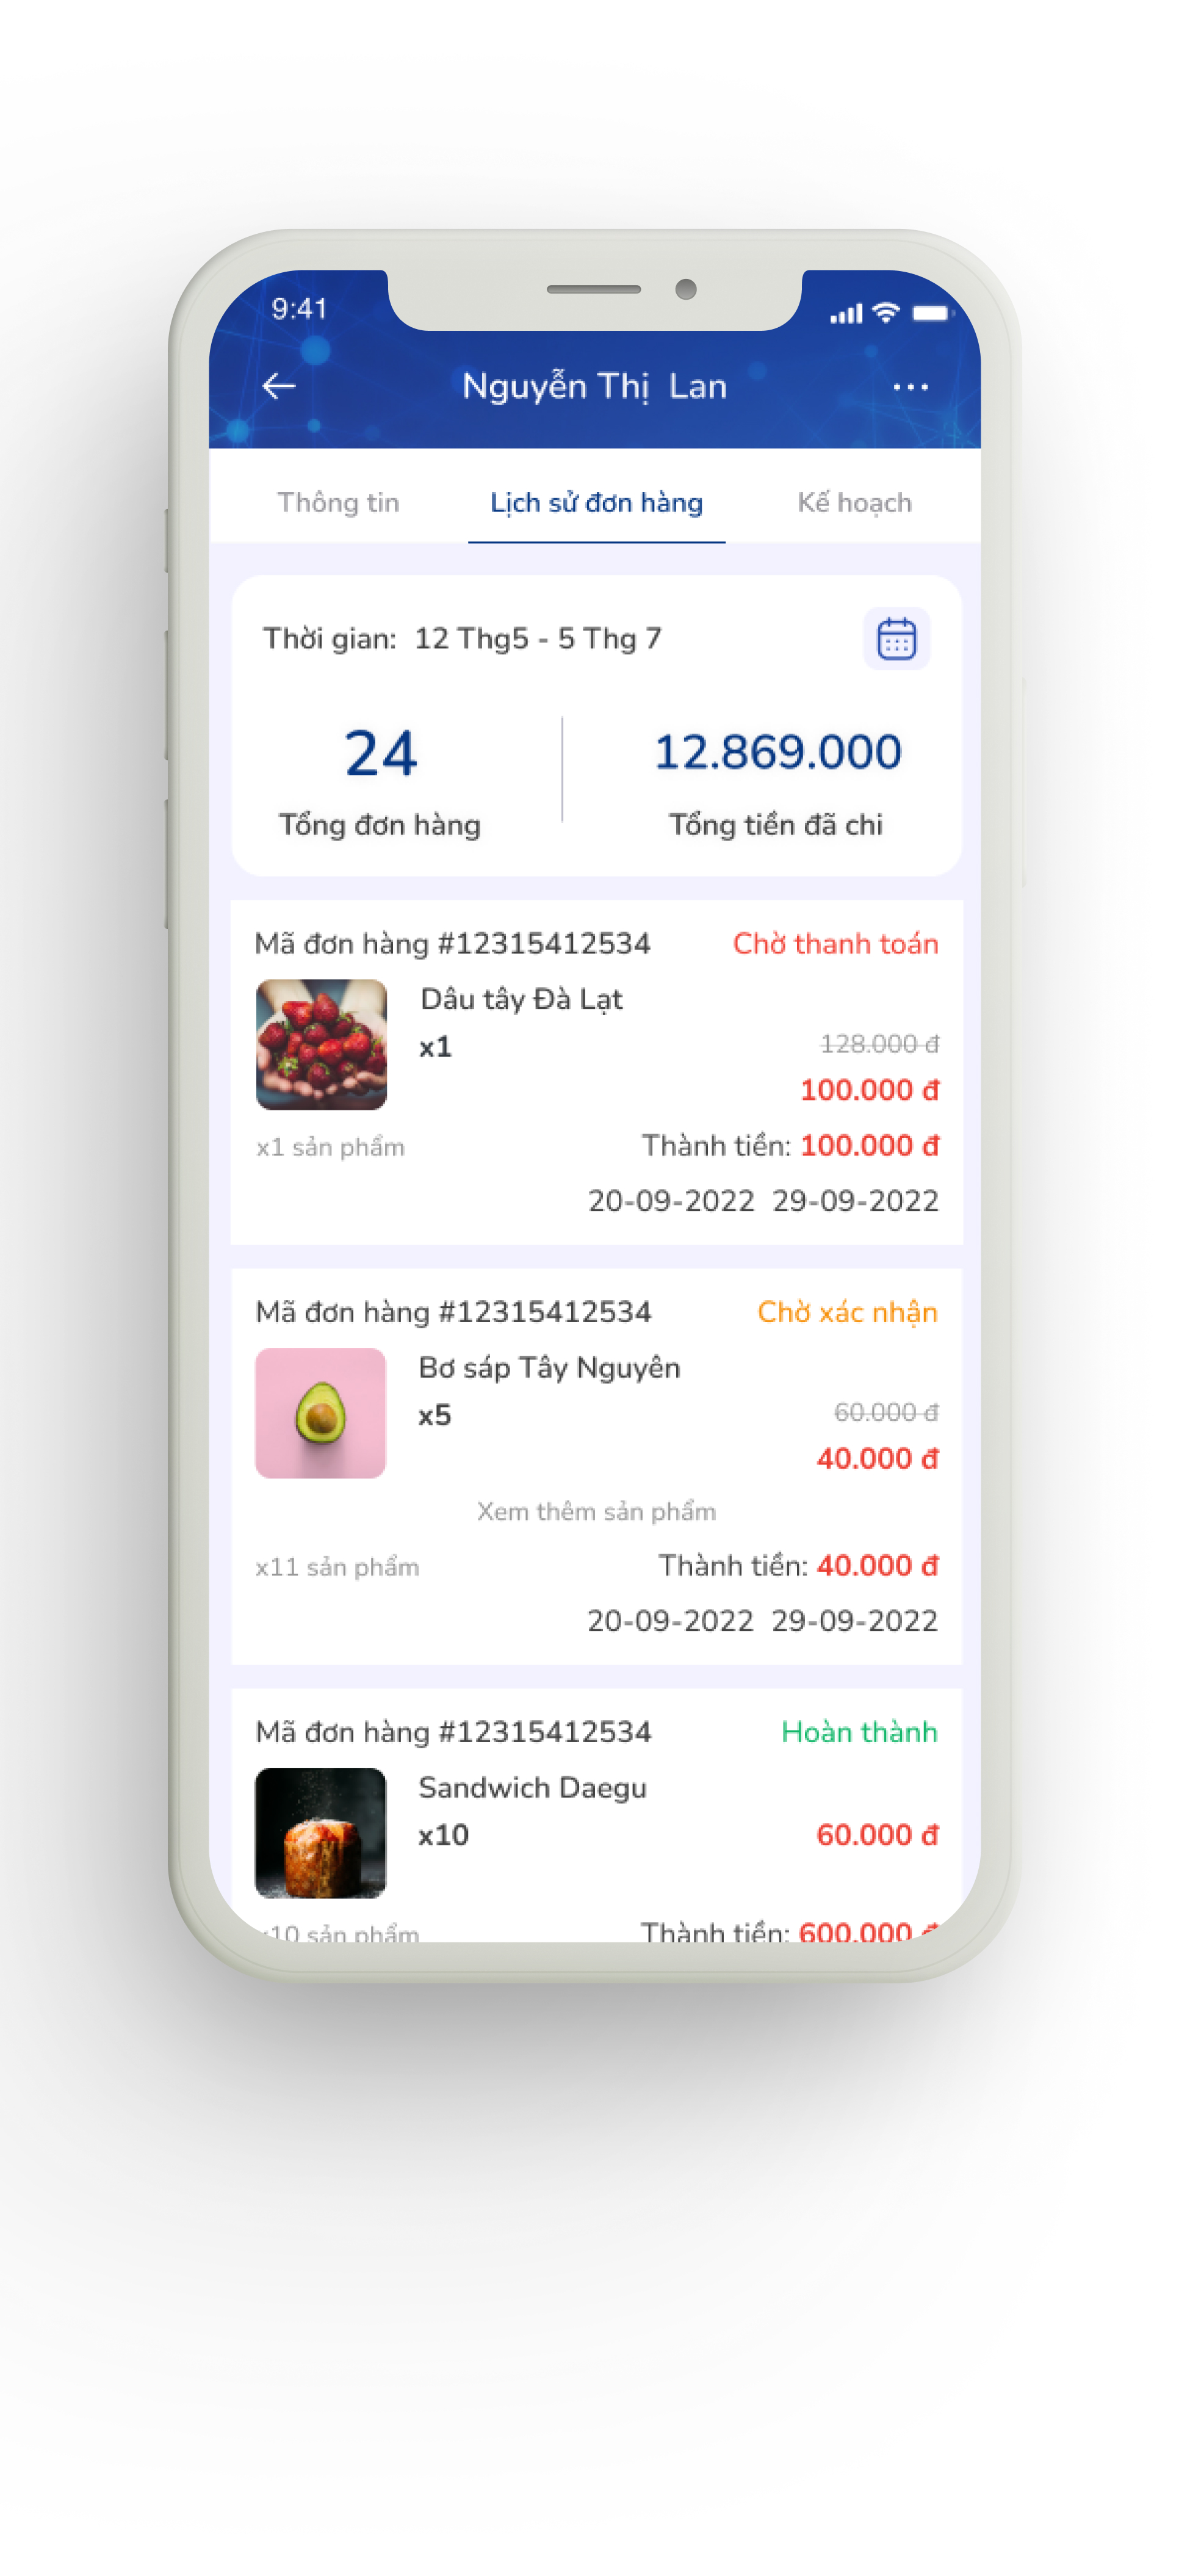 9:41
Nguyễn Thị Lan
Thông tin Lịch sử đơn hàng Kế hoạch
Thời gian: 12 Thg5 - 5 Thg 7
24 12.869.000
Tổng đơn hàng Tổng tiền đã chi
Mã đơn hàng #12315412534 Chờ thanh toán
Dâu tây Đà Lạt
x1 128.000 đ
100.000 đ
x1 sản phẩm Thành tiền: 100.000 đ
20-09-2022 29-09-2022
Mã đơn hàng #12315412534 Chờ xác nhận
Bơ sáp Tây Nguyên
x5 60.000 đ
40.000 đ
Xem thêm sản phẩm
x11 sản phẩm Thành tiền: 40.000 đ
20-09-2022 29-09-2022
Mã đơn hàng #12315412534 Hoàn thành
Sandwich Daegu
x10 60.000 đ
x10 sản phẩm Thành tiền: 600.000 đ